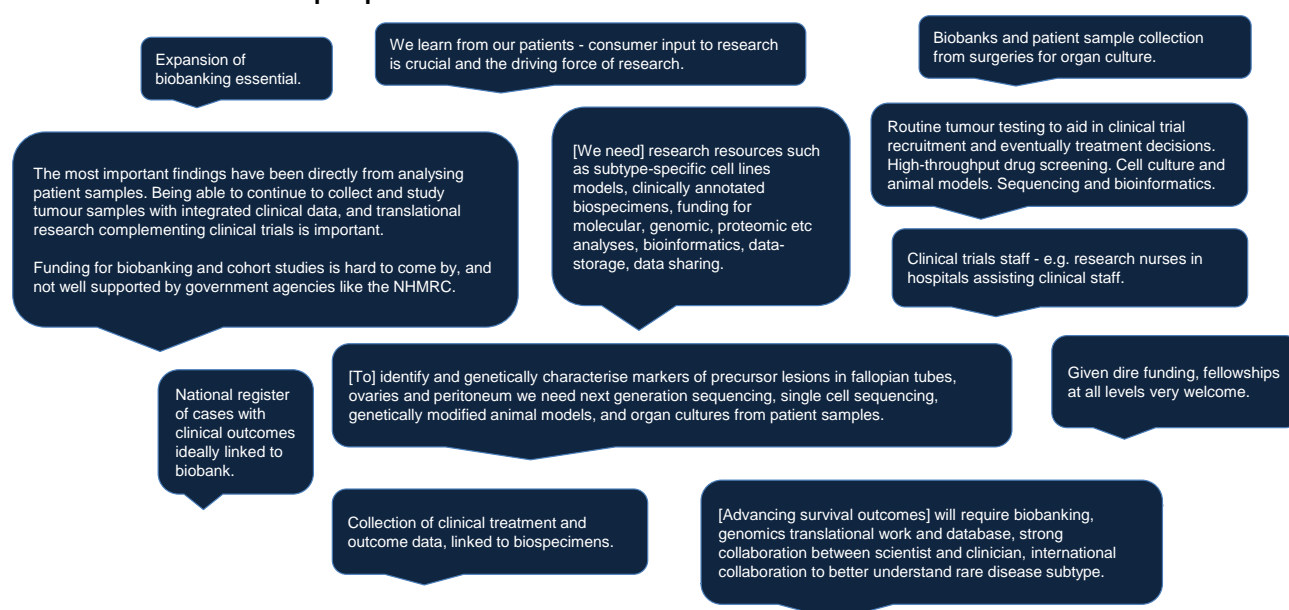 Expansion of
biobanking essential.
We learn from our patients - consumer input to research
is crucial and the driving force of research.
Biobanks and patient sample collection
from surgeries for organ culture.
The most important findings have been directly from analysing
patient samples. Being able to continue to collect and study
tumour samples with integrated clinical data, and translational
research complementing clinical trials is important.
Funding for biobanking and cohort studies is hard to come by, and
not well supported by government agencies like the NHMRC.
[We need] research resources such
as subtype-specific cell lines
models, clinically annotated
biospecimens, funding for
molecular, genomic, proteomic etc
analyses, bioinformatics, data-
storage, data sharing.
Routine tumour testing to aid in clinical trial
recruitment and eventually treatment decisions.
High-throughput drug screening. Cell culture and
animal models. Sequencing and bioinformatics.
Clinical trials staff - e.g. research nurses in
hospitals assisting clinical staff.
National register
of cases with
clinical outcomes
ideally linked to
biobank.
[To] identify and genetically characterise markers of precursor lesions in fallopian tubes,
ovaries and peritoneum we need next generation sequencing, single cell sequencing,
genetically modified animal models, and organ cultures from patient samples.
Given dire funding, fellowships
at all levels very welcome.
Collection of clinical treatment and
outcome data, linked to biospecimens.
[Advancing survival outcomes] will require biobanking,
genomics translational work and database, strong
collaboration between scientist and clinician, international
collaboration to better understand rare disease subtype.